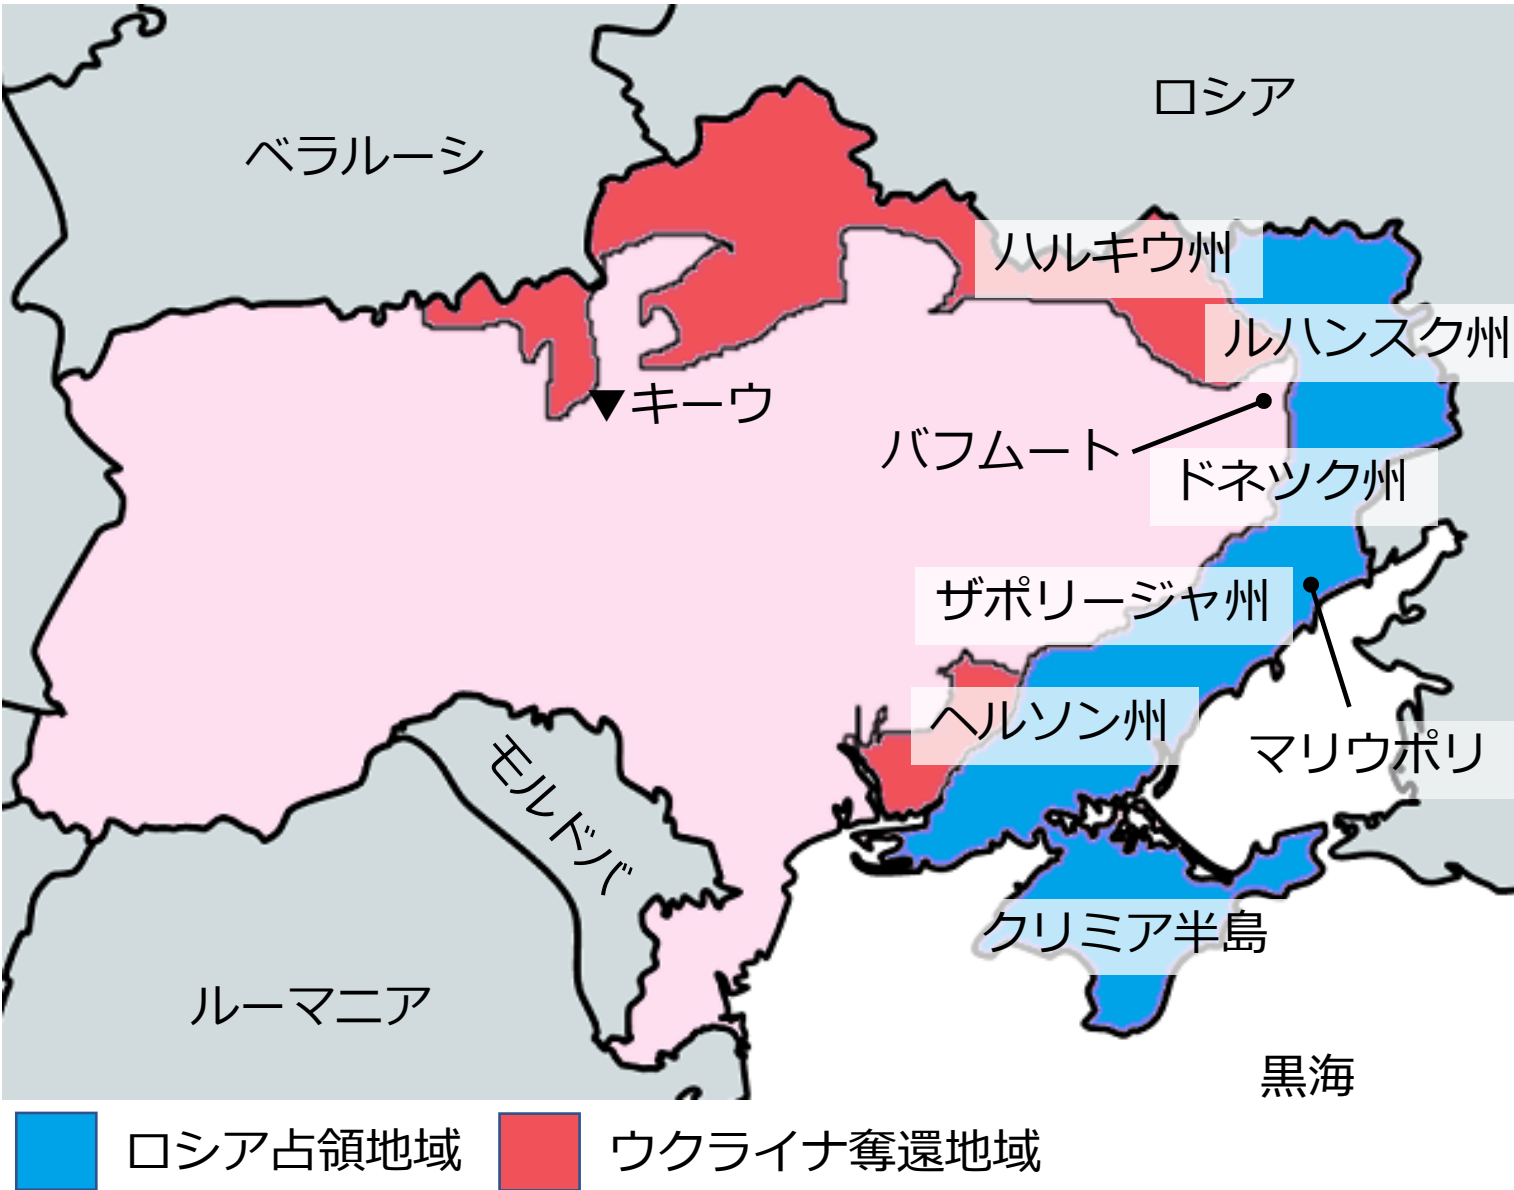 ロシア
ベラルーシ
ハルキウ州
ルハンスク州
▼キーウ
バフムート
ドネツク州
ザポリージャ州
ヘルソン州
マリウポリ
モルドバ
クリミア半島
ルーマニア
黒海
ロシア占領地域
ウクライナ奪還地域